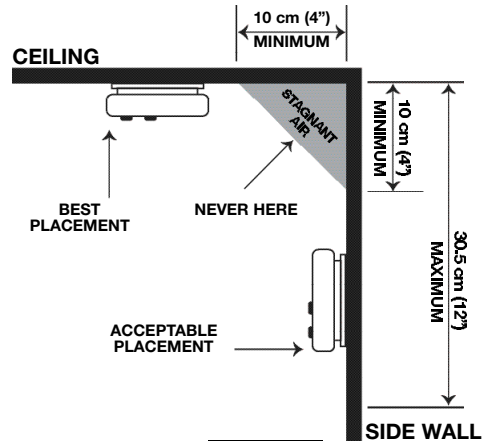 10 cm (4”)
MINIMUM
CEILING
STAGNANT
AIR
10 cm (4”)
MINIMUM
BEST
PLACEMENT
NEVER HERE
30.5 cm (12”)
MAXIMUM
ACCEPTABLE
PLACEMENT
SIDE WALL